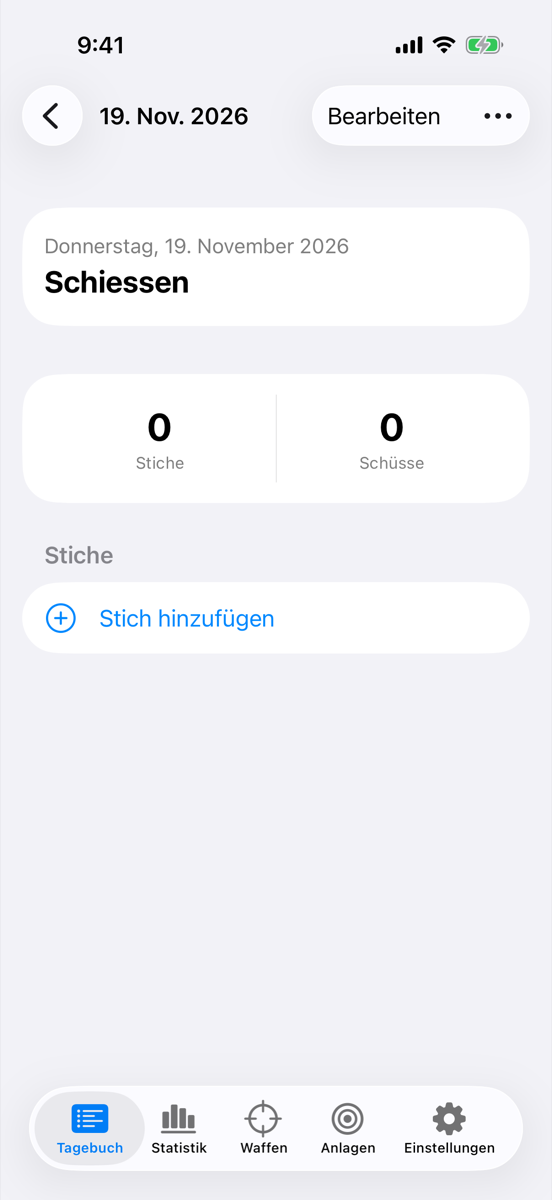 9:41
19. Nov. 2026
Bearbeiten
Donnerstag, 19. November 2026
Schiessen
0
Stiche
0
Schüsse
Stiche
Stich hinzufügen
Tagebuch
Statistik
Waffen
Anlagen
Einstellungen